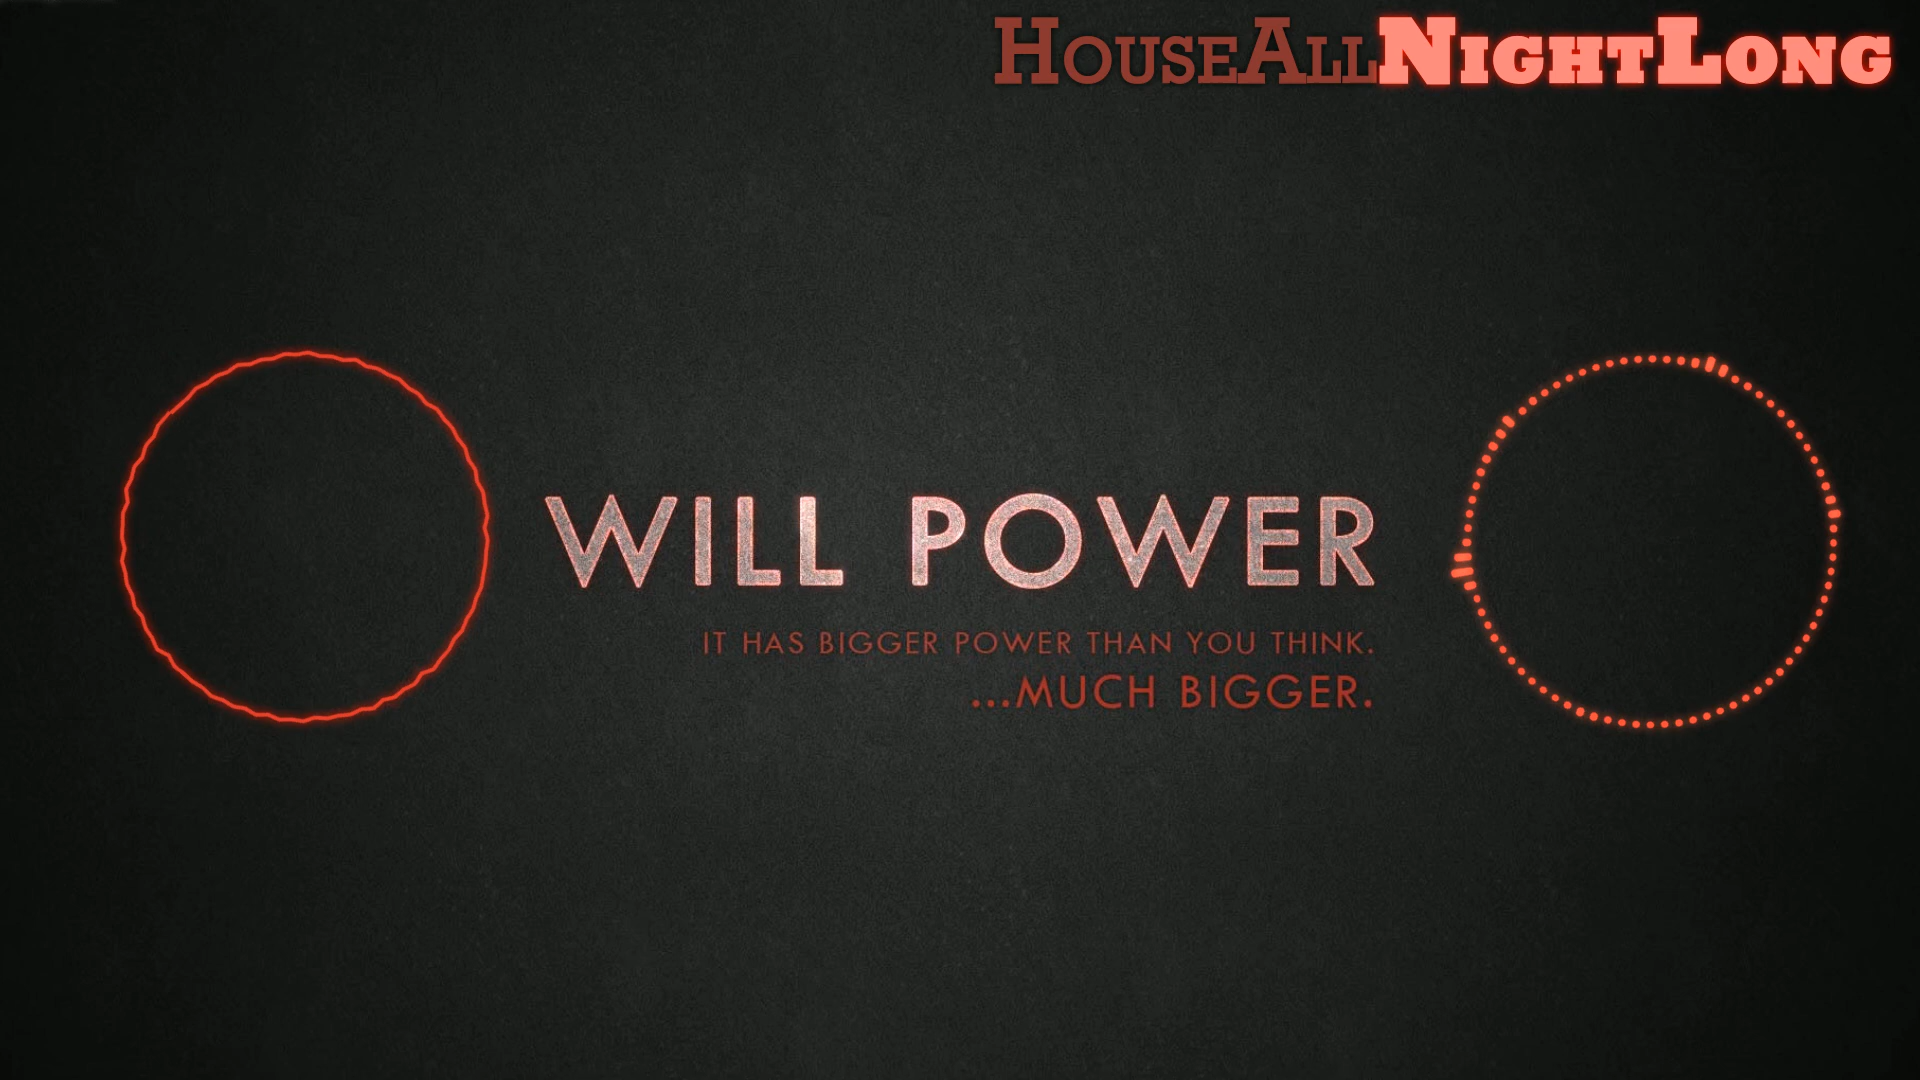 HouseAllNightLong
WILL POWER
IT HAS BIGGER POWER THAN YOU THINK.
...MUCH BIGGER.